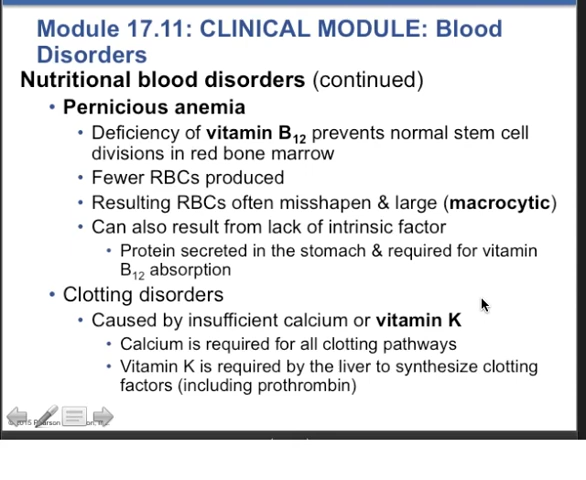 Module 17.11: CLINICAL MODULE: Blood
Disorders
Nutritional blood disorders (continued)
• Pernicious anemia
• Deficiency of vitamin B12 prevents normal stem cell
divisions in red bone marrow
• Fewer RBCs produced
• Resulting RBCs often misshapen & large (macrocytic)
• Can also result from lack of intrinsic factor
• Protein secreted in the stomach & required for vitamin
B12 absorption
• Clotting disorders
• Caused by insufficient calcium or vitamin K
• Calcium is required for all clotting pathways
• Vitamin K is required by the liver to synthesize clotting
factors (including prothrombin)